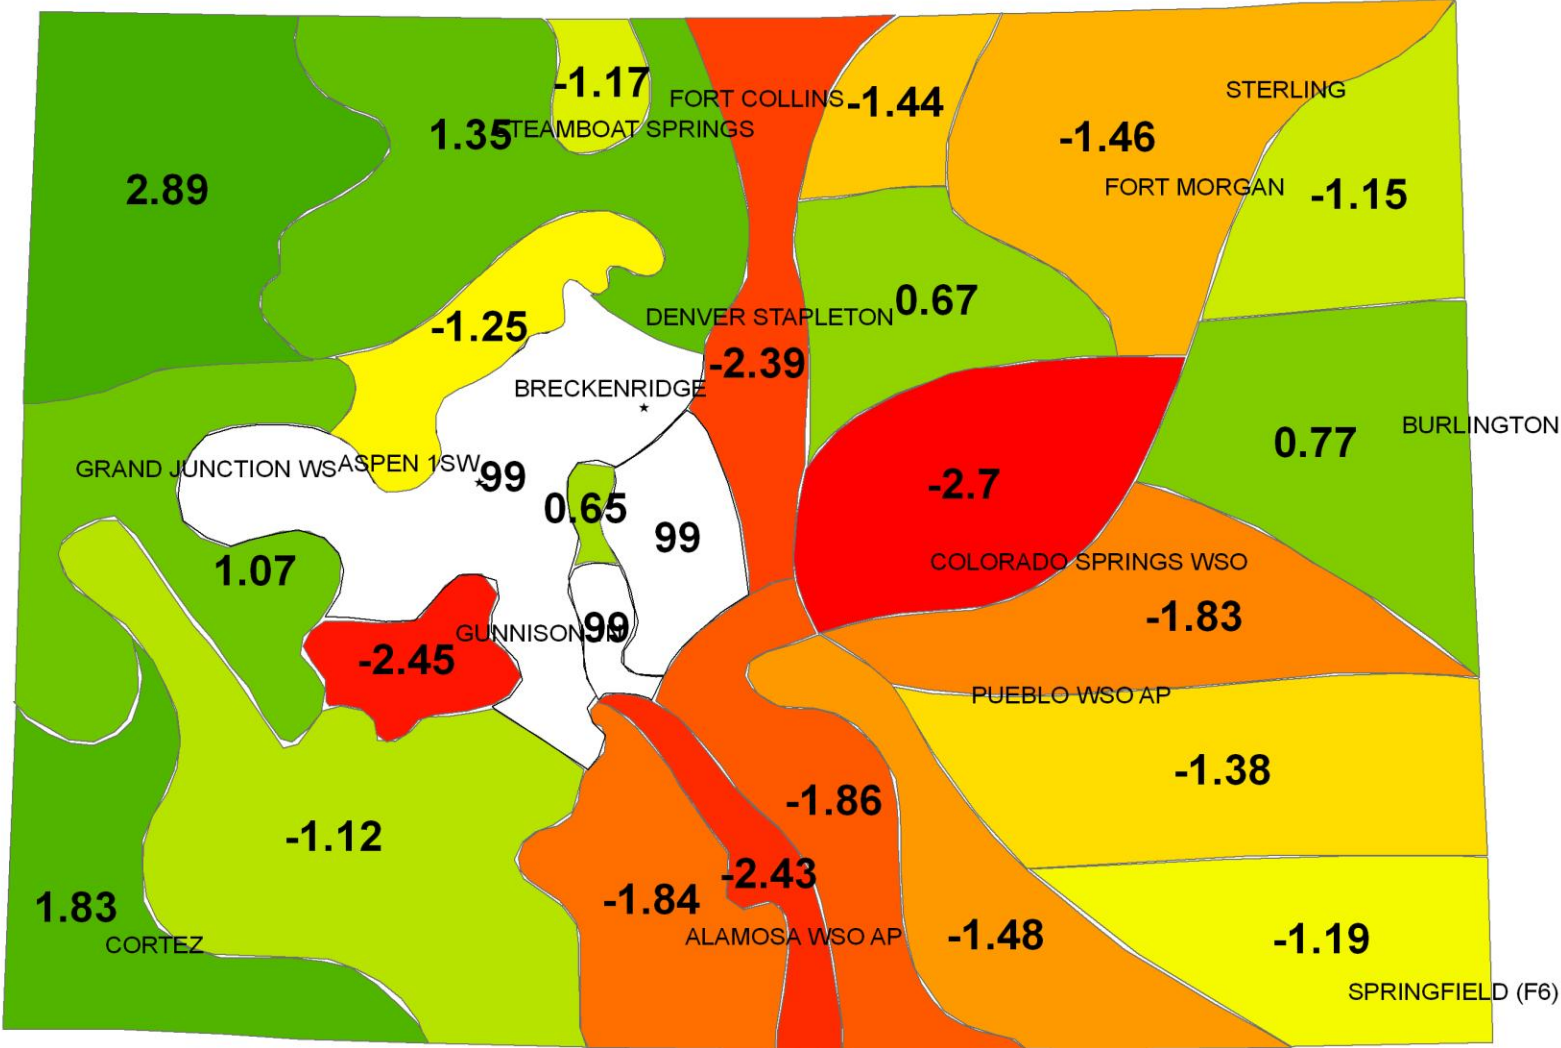 -1.17
FORT COLLINS
-1.44
STERLING
1.35
STEAMBOAT SPRINGS
-1.46
2.89
FORT MORGAN
-1.15
0.67
-1.25
DENVER STAPLETON
-2.39
BRECKENRIDGE
BURLINGTON
0.77
GRAND JUNCTION WS
ASPEN 1SW
99
-2.7
0.65
99
COLORADO SPRINGS WSO
1.07
-1.83
GUNNISON
99
-2.45
PUEBLO WSO AP
-1.38
-1.86
-1.12
-2.43
-1.84
1.83
CORTEZ
ALAMOSA WSO AP
-1.48
-1.19
SPRINGFIELD (F6)